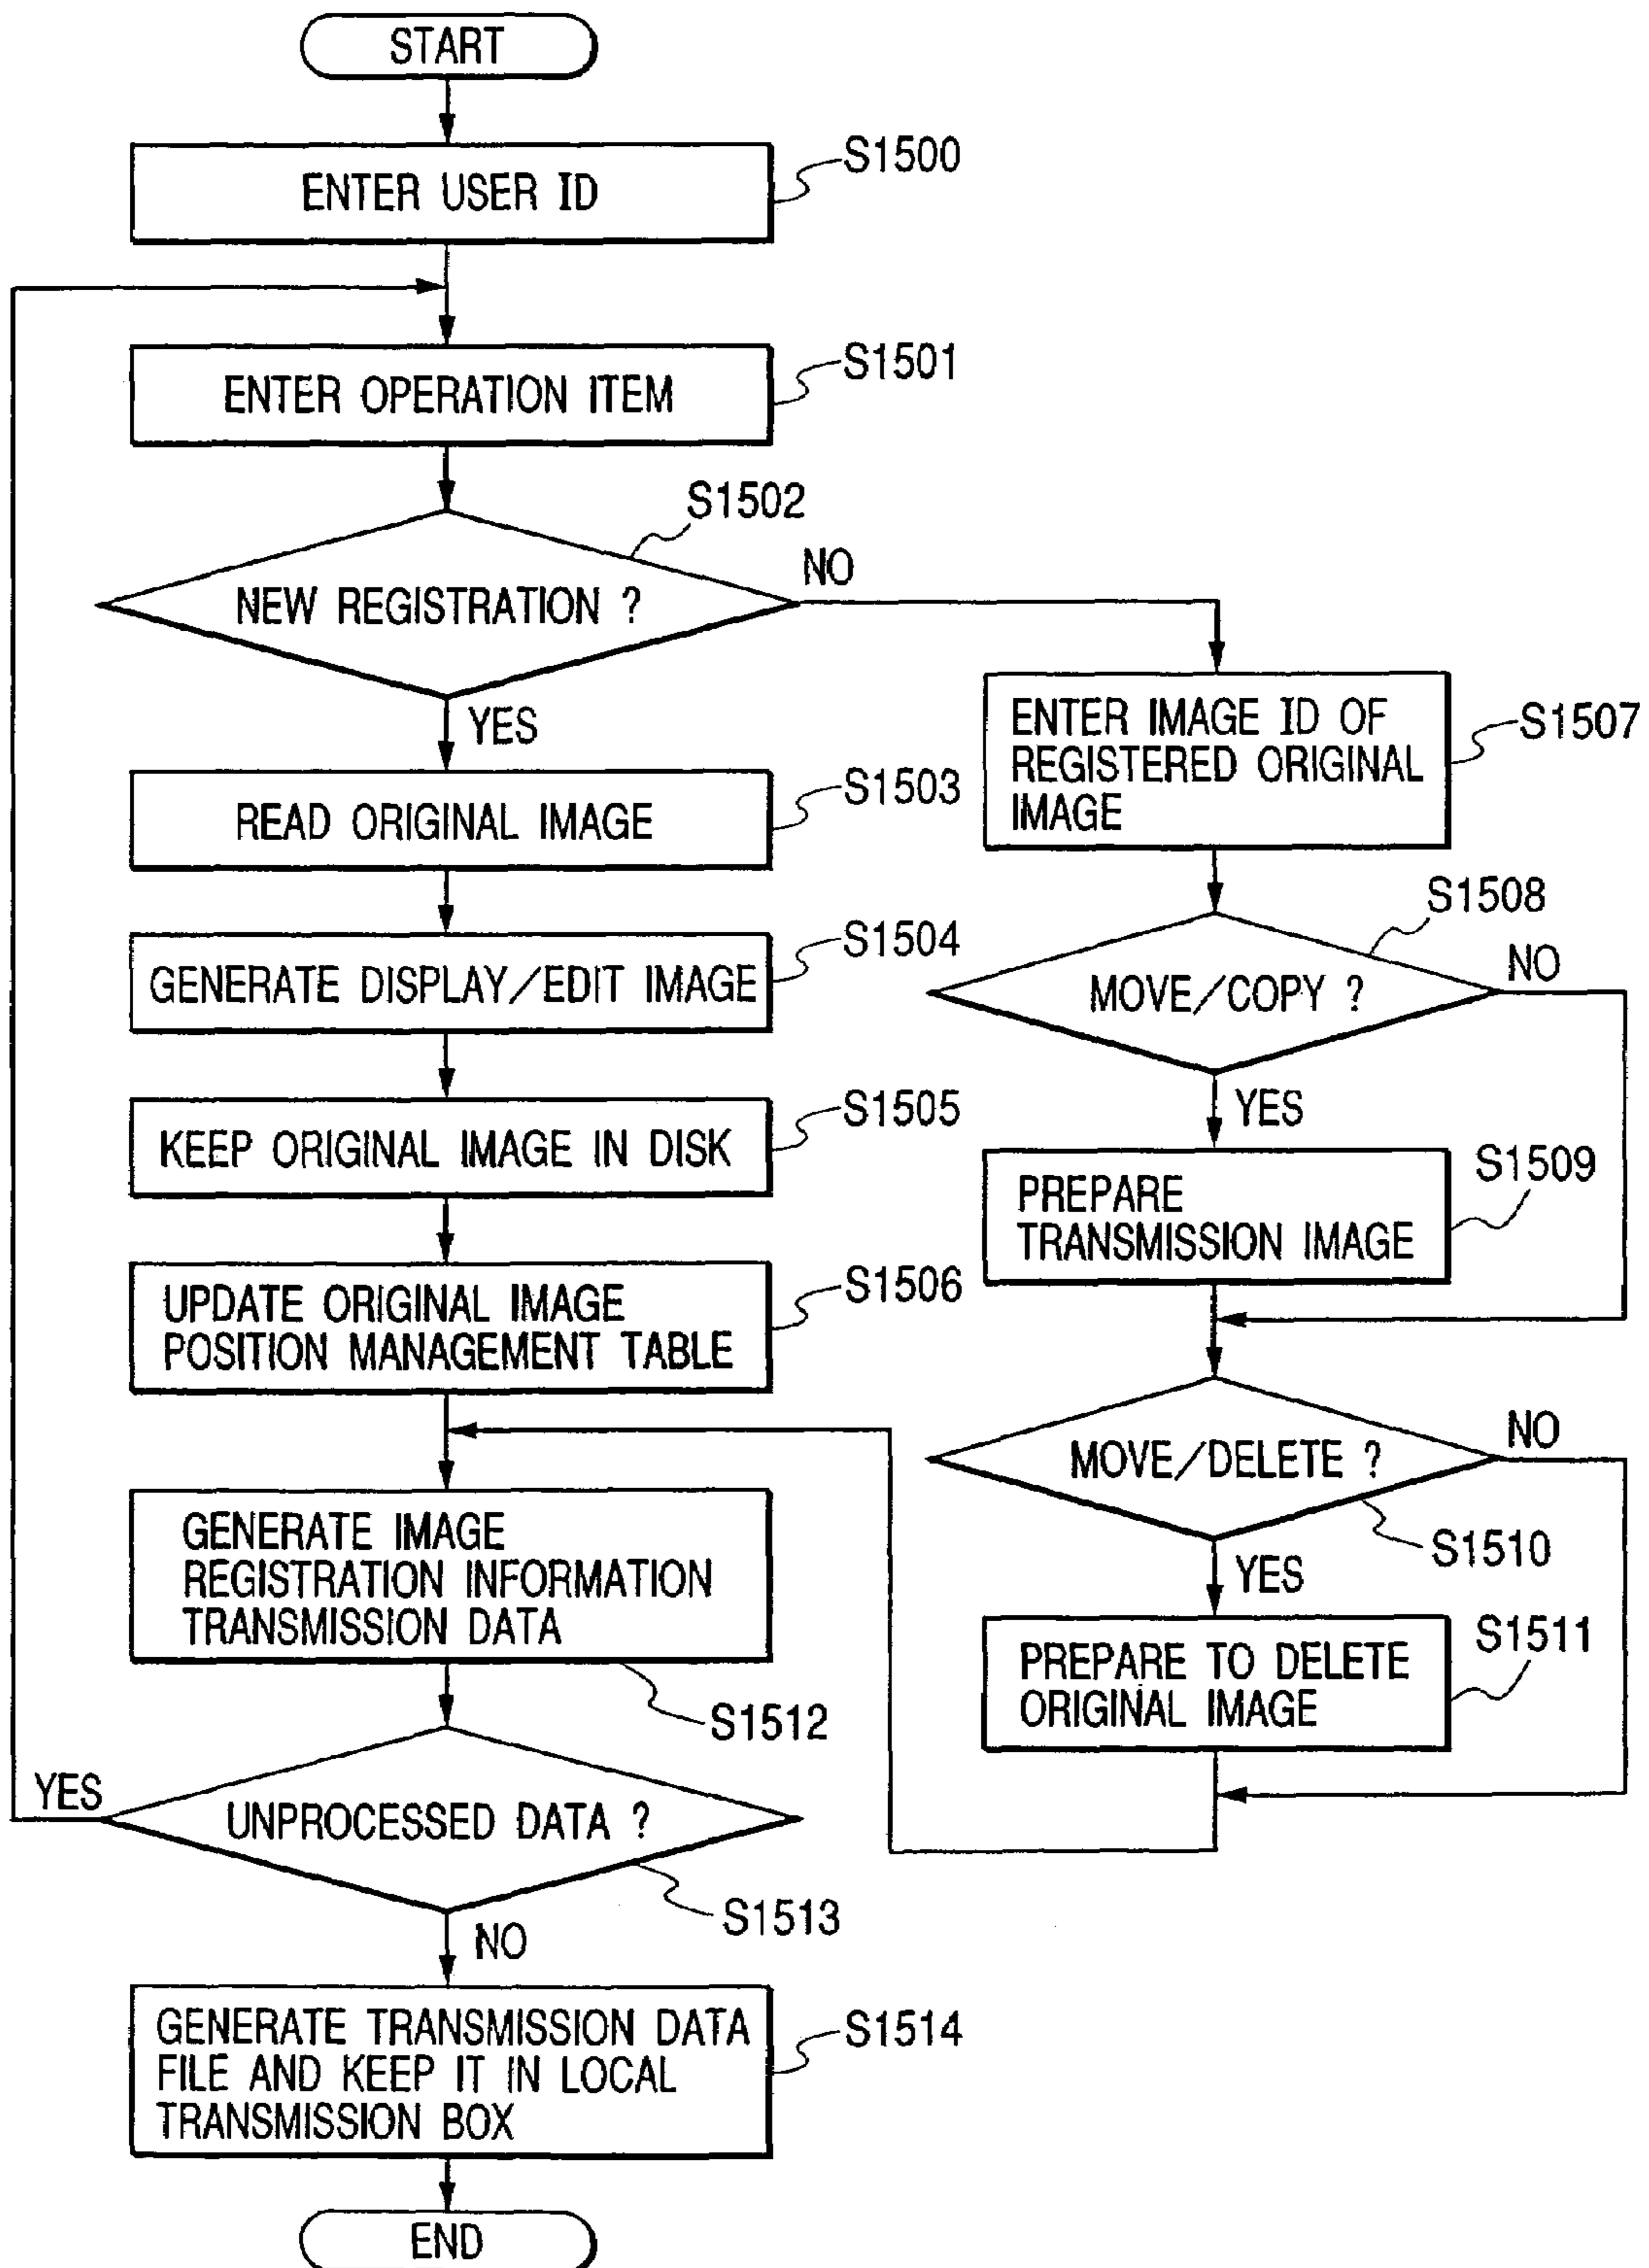 START
S1500
ENTER USER ID
S1501
ENTER OPERATION ITEM
S1502
NEW REGISTRATION ?
NO
YES
S1503
READ ORIGINAL IMAGE
S1504
GENERATE DISPLAY/EDIT IMAGE
S1505
KEEP ORIGINAL IMAGE IN DISK
S1506
UPDATE ORIGINAL IMAGE
POSITION MANAGEMENT TABLE
S1507
ENTER IMAGE ID OF
REGISTERED ORIGINAL
IMAGE
S1508
MOVE/COPY ?
NO
YES
S1509
PREPARE
TRANSMISSION IMAGE
MOVE/DELETE ?
NO
S1510
YES
S1511
PREPARE TO DELETE
ORIGINAL IMAGE
GENERATE IMAGE
REGISTRATION INFORMATION
TRANSMISSION DATA
S1512
YES
UNPROCESSED DATA ?
S1513
NO
GENERATE TRANSMISSION DATA
FILE AND KEEP IT IN LOCAL
TRANSMISSION BOX
S1514
END